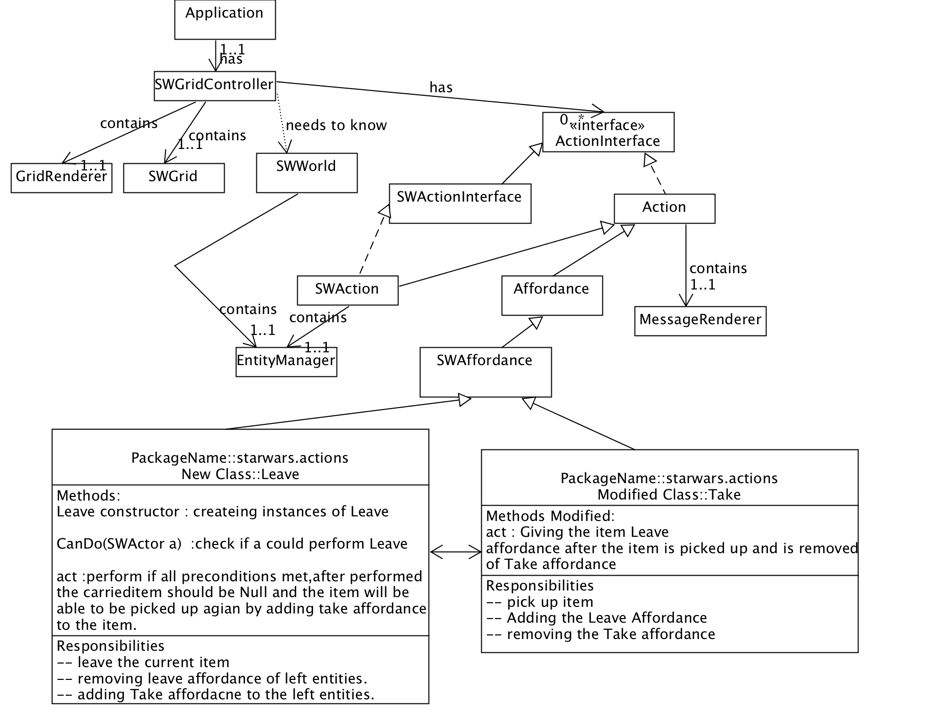 Application
1..1
has
SWGridController
has
contains
contains
needs to know
0..*
«interface»
ActionInterface
1..1
1..1
GridRenderer
SWGrid
SWWorld
SWActionInterface
Action
contains
1..1
SWAction
Affordance
MessageRenderer
contains
1..1
contains
1..1
EntityManager
SWAffordance
PackageName::starwars.actions
New Class::Leave
Methods:
Leave constructor : createing instances of Leave
CanDo(SWActor a)  :check if a could perform Leave
act :perform if all preconditions met,after performed
the carrieditem should be Null and the item will be
able to be picked up agian by adding take affordance
to the item.
Responsibilities
-- leave the current item
-- removing leave affordance of left entities.
-- adding Take affordacne to the left entities.
PackageName::starwars.actions
Modified Class::Take
Methods Modified:
act : Giving the item Leave
affordance after the item is picked up and is removed
of Take affordance
Responsibilities
-- pick up item
-- Adding the Leave Affordance
-- removing the Take affordance